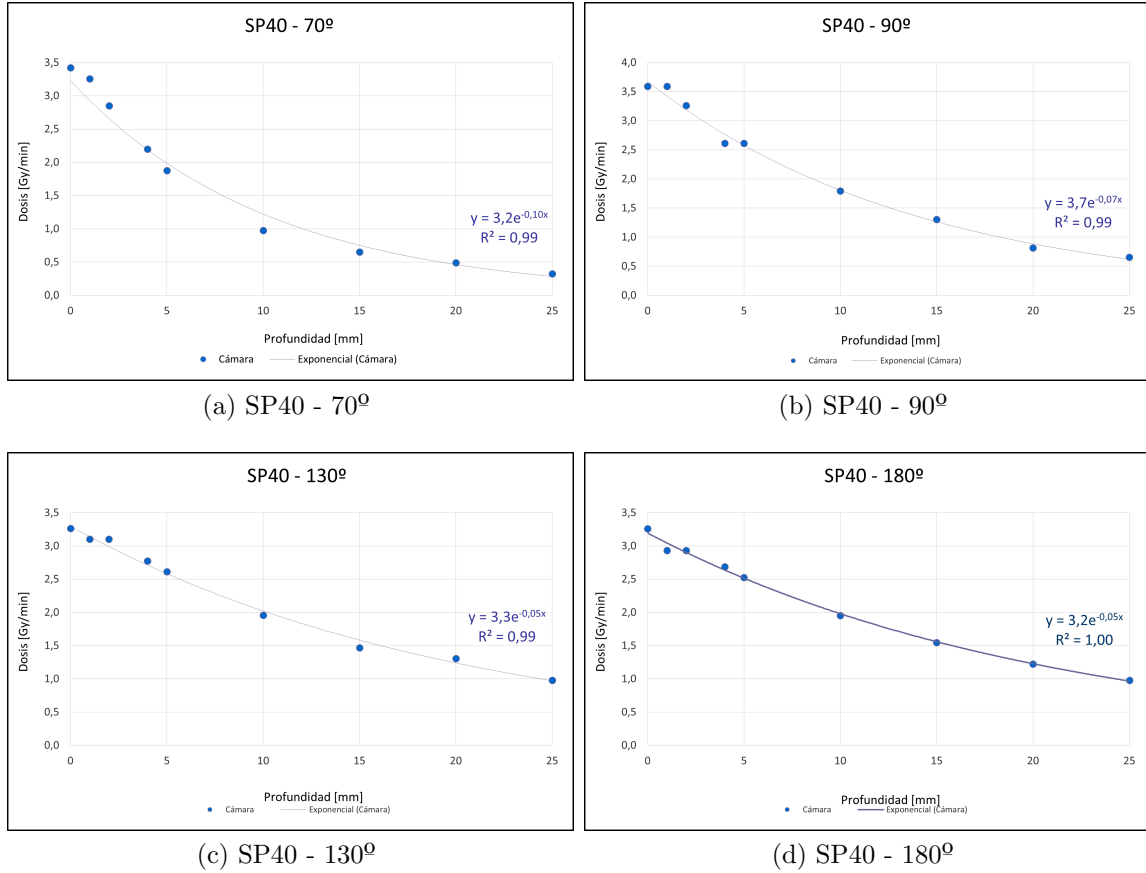 SP40 - 70º
3,5
3,0
2,5
2,0
1,5
1,0
0,5
0,0
Dosis [Gy/min]
y = 3,2e-0,10x
R² = 0,99
0 5 10 15 20 25
Profundidad [mm]
Cámara Exponencial (Cámara)
(a) SP40 - 70º
SP40 - 90º
4,0
3,5
3,0
2,5
2,0
1,5
1,0
0,5
0,0
Dosis [Gy/min]
y = 3,7e-0,07x
R² = 0,99
0 5 10 15 20 25
Profundidad [mm]
Cámara Exponencial (Cámara)
(b) SP40 - 90º
SP40 - 130º
3,5
3,0
2,5
2,0
1,5
1,0
0,5
0,0
Dosis [Gy/min]
y = 3,3e-0,05x
R² = 0,99
0 5 10 15 20 25
Profundidad [mm]
Cámara Exponencial (Cámara)
(c) SP40 - 130º
SP40 - 180º
3,5
3,0
2,5
2,0
1,5
1,0
0,5
0,0
Dosis [Gy/min]
y = 3,2e-0,05x
R² = 1,00
0 5 10 15 20 25
Profundidad [mm]
Cámara Exponencial (Cámara)
(d) SP40 - 180º